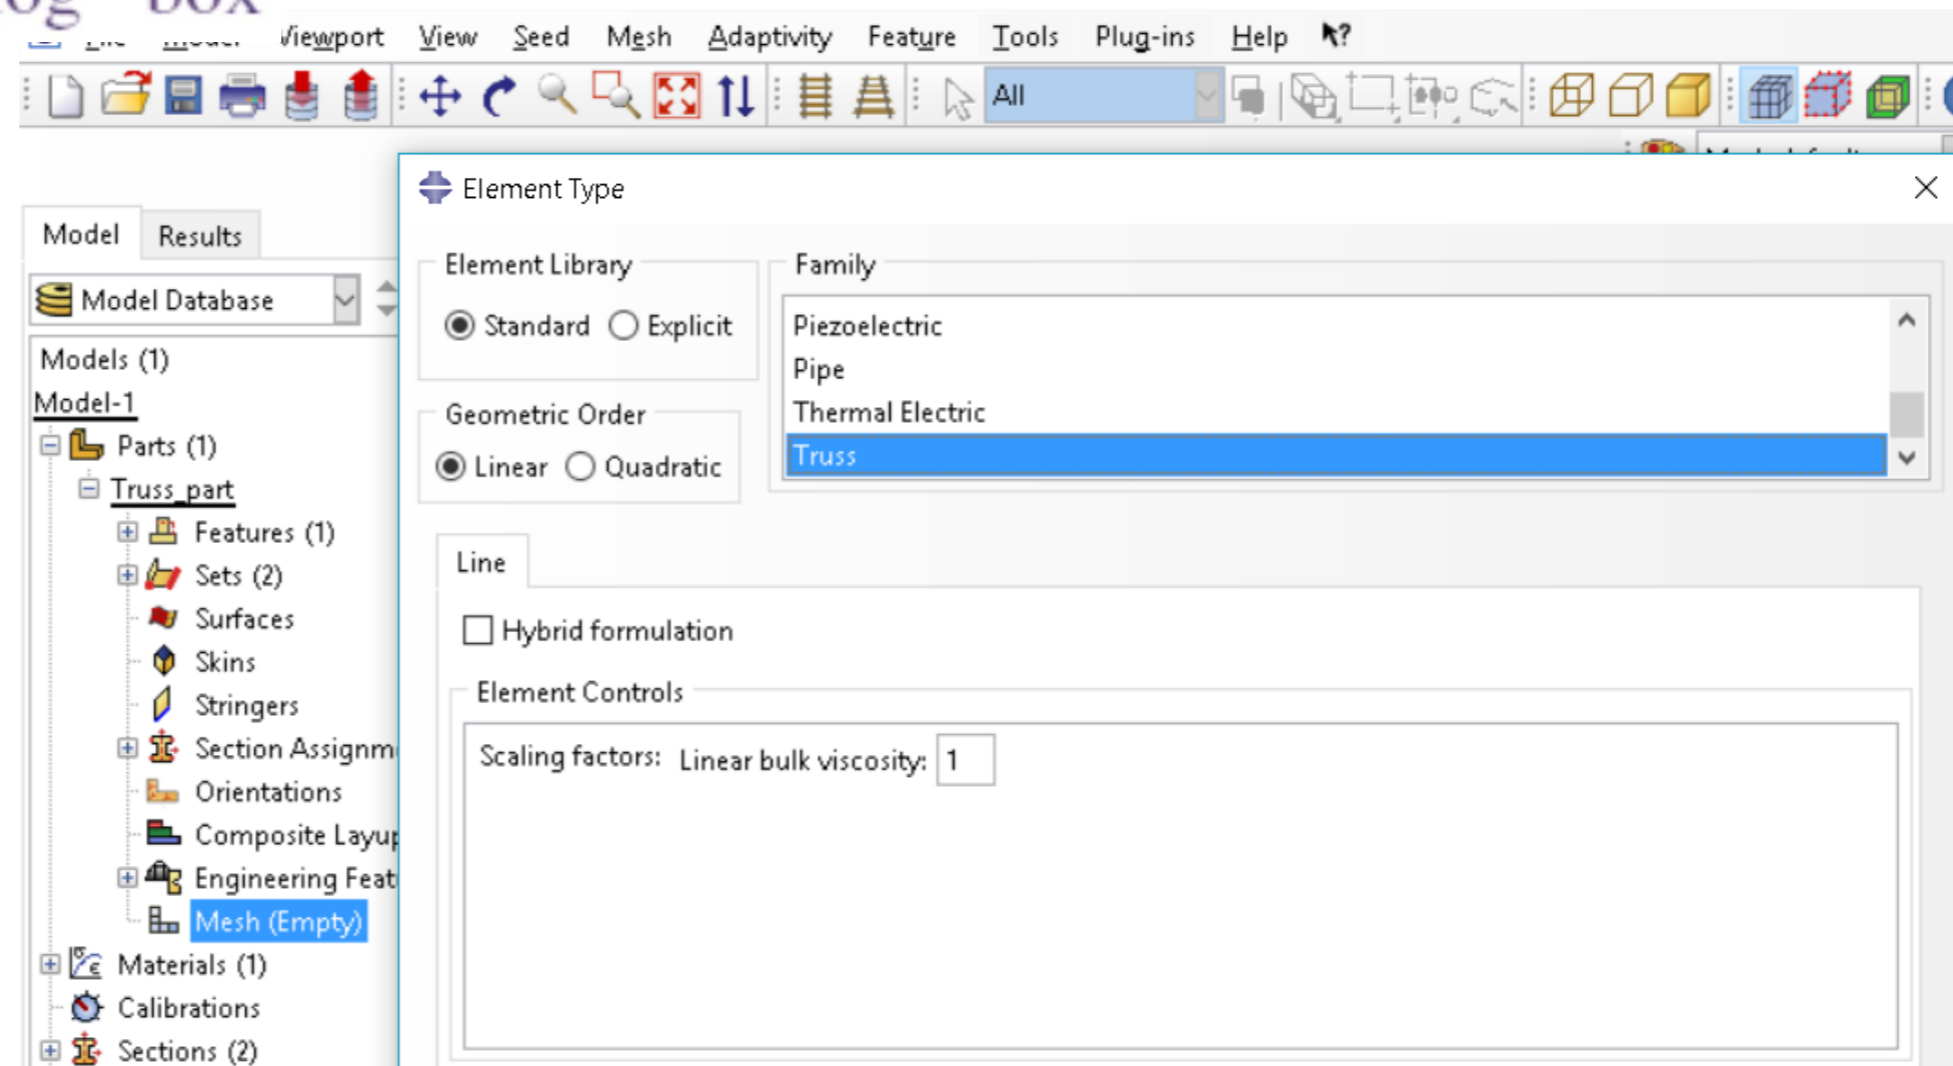 box
Viewport View Seed Mesh Adaptivity Feature Tools Plug-ins Help
All
Element Type
Model Results
Element Library
Family
Model Database
Standard Explicit
Piezoelectric
Pipe
Thermal Electric
Truss
Models (1)
Model-1
Geometric Order
Linear Quadratic
Parts (1)
Truss_part
Features (1)
Sets (2)
Surfaces
Skins
Stringers
Section Assignm
Orientations
Composite Layup
Engineering Feat
Mesh (Empty)
Materials (1)
Calibrations
Sections (2)
Line
Hybrid formulation
Element Controls
Scaling factors: Linear bulk viscosity: 1